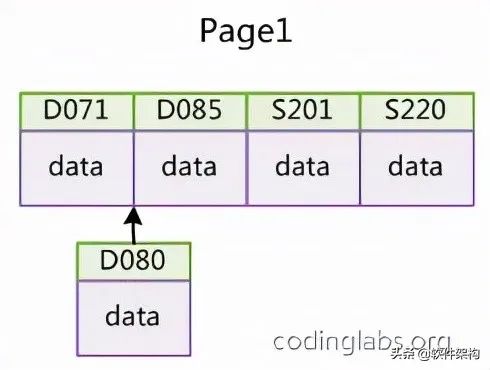 Page1
D071 D085 S201 S220
data data data data
D080
data
codinglabs.org
头条 @软件架构